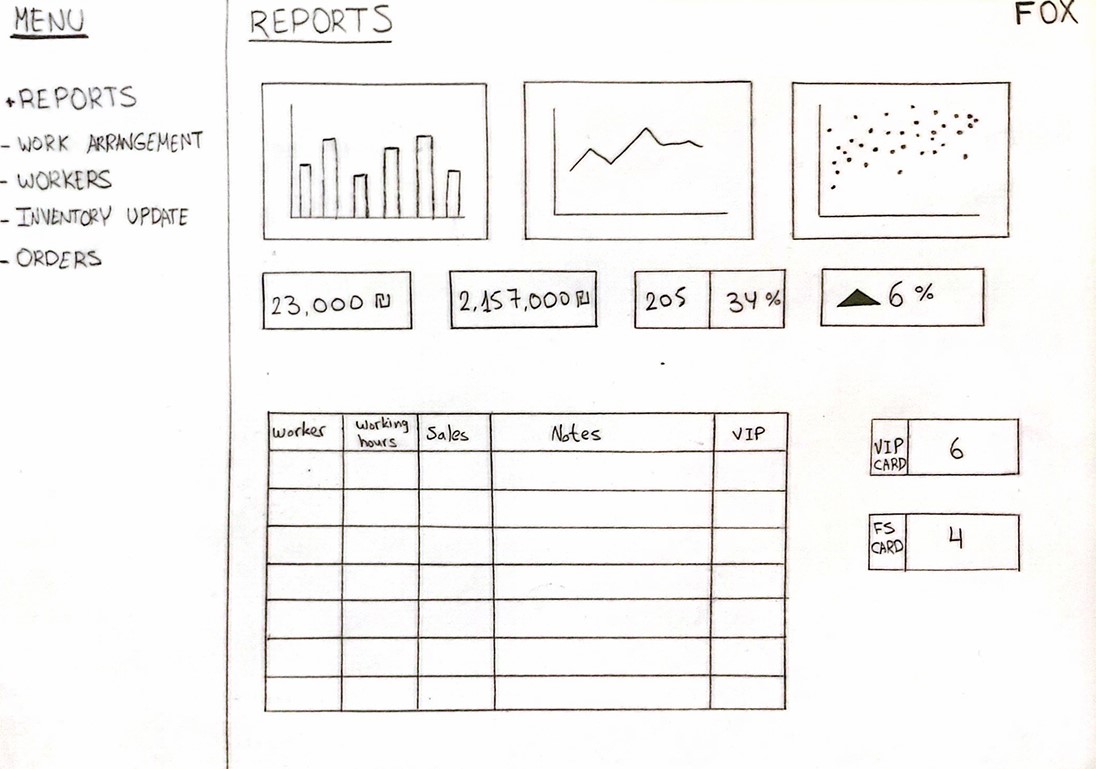 MENU
REPORTS
FOX
+REPORTS
- WORK ARRANGEMENT
- WORKERS
- INVENTORY UPDATE
- ORDERS
23,000 ₪
2,157,000 ₪
205
34%
▲ 6%
Worker
Working
hours
Sales
Notes
VIP
VIP
CARD
6
FS
CARD
4